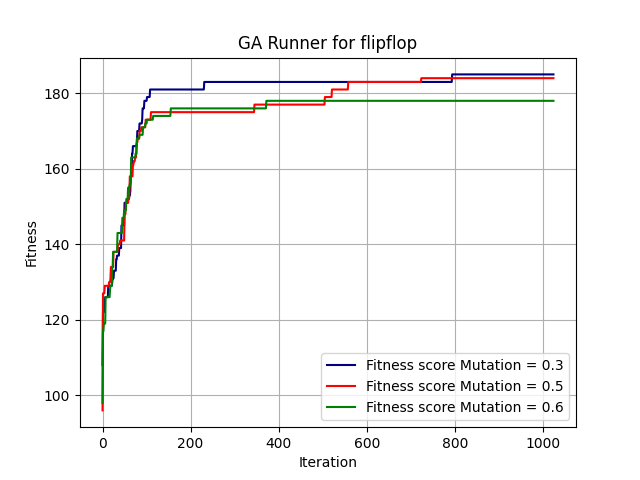 GA Runner for flipflop
Fitness
180
160
140
120
100
Fitness score Mutation = 0.3
Fitness score Mutation = 0.5
Fitness score Mutation = 0.6
0 200 400 600 800 1000
Iteration